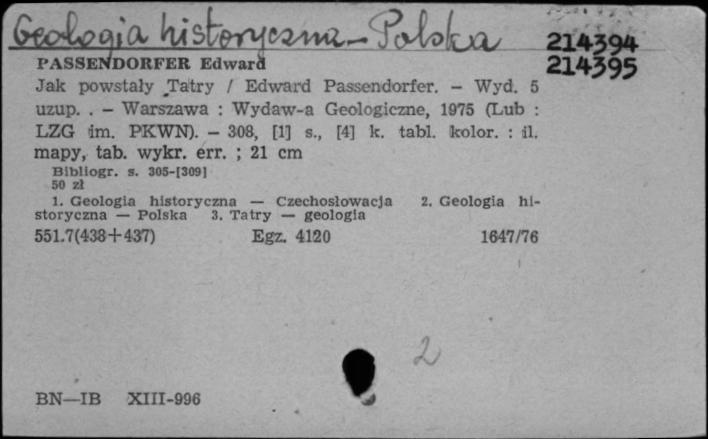 Geologia historyczna – Polska
214394
PASSENDORFER Edward
214395
Jak powstały Tatry / Edward Passendorfer. — Wyd. 5
uzup. . — Warszawa : Wydaw-a Geologiczne, 1975 (Lub :
LZG im. PKWN). — 308, [1] s., [4] k. tabl. kolor. : il.
mapy, tab. wykr. err. ; 21 cm
Bibliogr. s. 305-[309]
50 zł
1. Geologia historyczna — Czechosłowacja 2. Geologia hi-
storyczna — Polska 3. Tatry — geologia
551.7(438+437) Egz. 4120 1647/76
2
BN—IB XIII-996